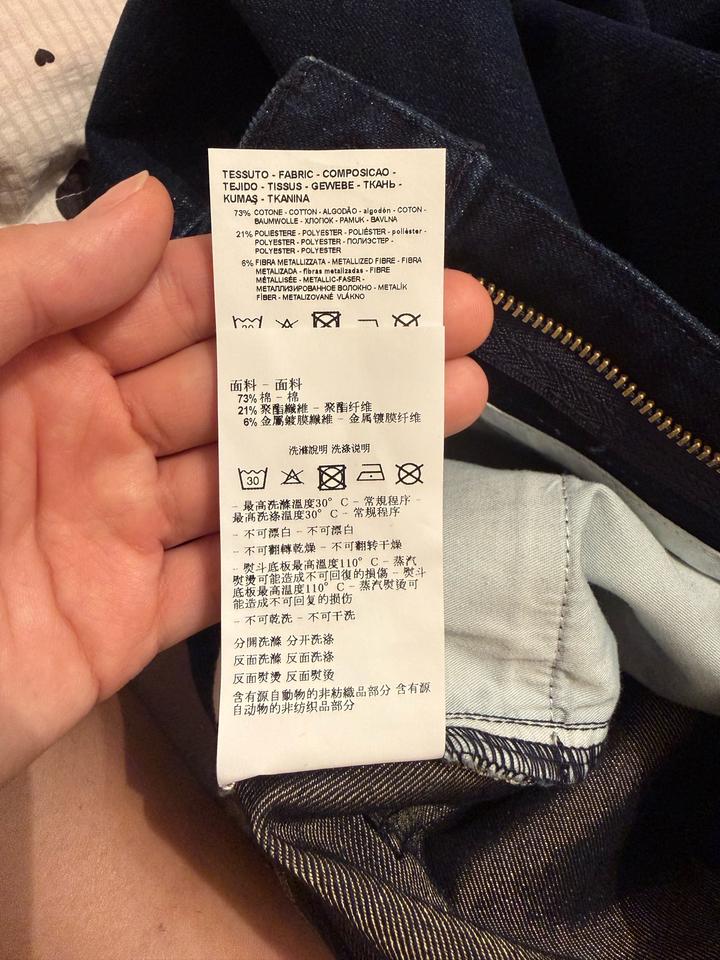 TESSUTO - FABRIC - COMPOSICAO -
TEJIDO - TISSUS - GEWEBE - ТКАНЬ -
KUMAŞ - TKANINA
73% COTONE - COTTON - ALGODÃO - algodón - COTON -
BAUMWOLLE - ХЛОПОК - PAMUK - BAVLNA
21% POLIESTERE - POLYESTER - POLIÉSTER - poliéster -
POLYESTER - POLYESTER - ПОЛИЭСТЕР -
POLYESTER - POLYESTER
6% FIBRA METALLIZZATA - METALLIZED FIBRE - FIBRA
METALIZADA - fibras metalizadas - FIBRE
MÉTALLISÉE - METALLIC-FASER -
МЕТАЛЛИЗИРОВАННОЕ ВОЛОКНО - METALİK
FİBER - METALIZOVANÉ VLÁKNO
30
面料 - 面料
73% 棉 - 棉
21% 聚酯纖維 - 聚酯纤维
6% 金屬鍍膜纖維 - 金属镀膜纤维
洗滌說明 洗涤说明
30
- 最高洗滌溫度30° C - 常規程序 -
最高洗涤温度30° C - 常规程序
- 不可漂白 - 不可漂白
- 不可翻轉乾燥 - 不可翻转干燥
- 熨斗底板最高溫度110° C - 蒸汽
熨燙可能造成不可回復的損傷 - 熨斗
底板最高温度110° C - 蒸汽熨烫可
能造成不可回复的损伤
- 不可乾洗 - 不可干洗
分開洗滌 分开洗涤
反面洗滌 反面洗涤
反面熨燙 反面熨烫
含有源自動物的非紡織品部分 含有源
自动物的非纺织品部分